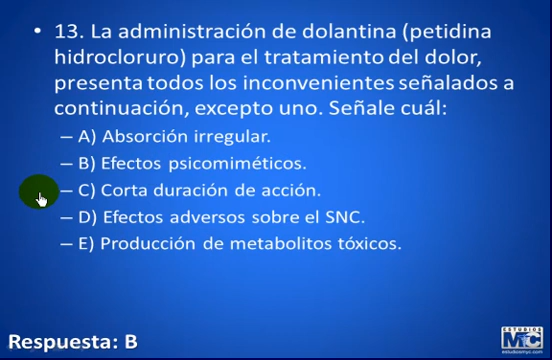 • 13. La administración de dolantina (petidina
hidrocloruro) para el tratamiento del dolor,
presenta todos los inconvenientes señalados a
continuación, excepto uno. Señale cuál:
– A) Absorción irregular.
– B) Efectos psicomiméticos.
– C) Corta duración de acción.
– D) Efectos adversos sobre el SNC.
– E) Producción de metabolitos tóxicos.
Respuesta: B
ESTUDIOS
MyC
estudiosmyc.com